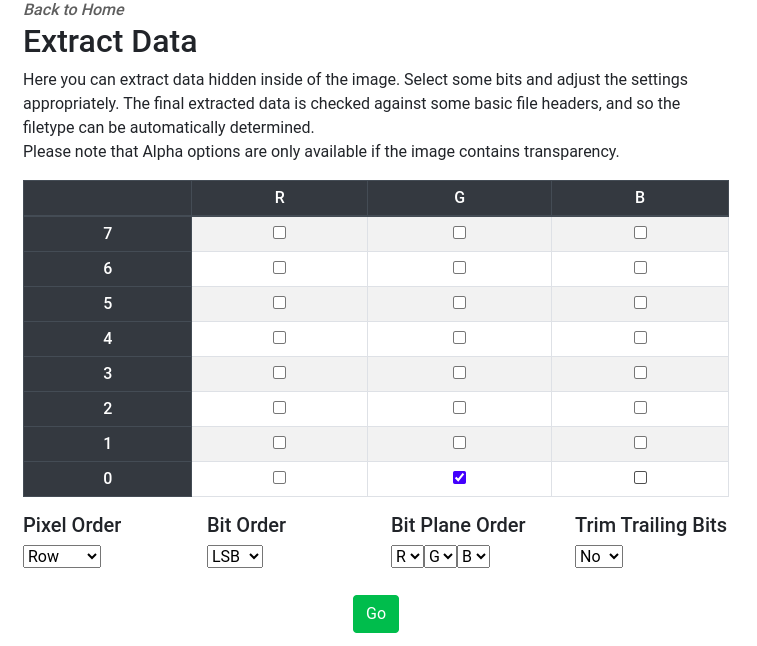 Back to Home
Extract Data
Here you can extract data hidden inside of the image. Select some bits and adjust the settings
appropriately. The final extracted data is checked against some basic file headers, and so the
filetype can be automatically determined.
Please note that Alpha options are only available if the image contains transparency.
R G B
7
6
5
4
3
2
1
0
Pixel Order Bit Order Bit Plane Order Trim Trailing Bits
Row LSB R G B No
Go